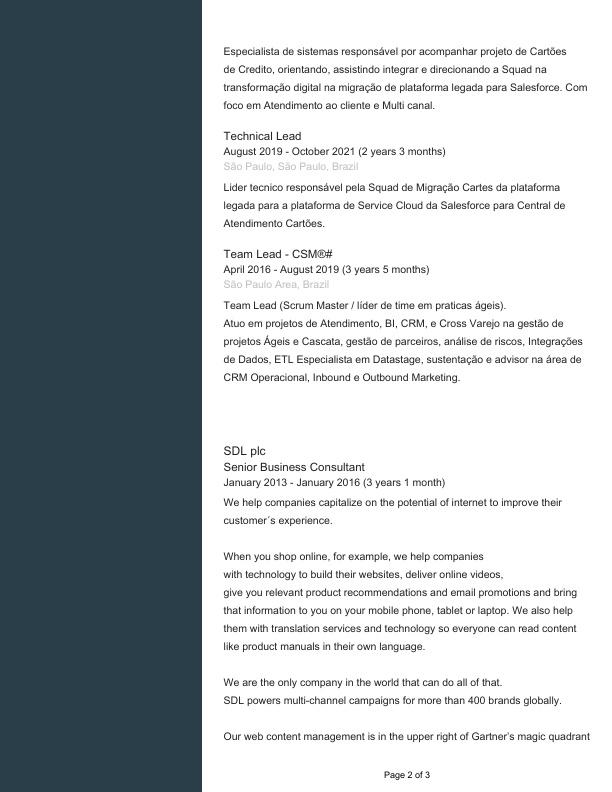 Especialista de sistemas responsável por acompanhar projeto de Cartões
de Credito, orientando, assistindo integrar e direcionando a Squad na
transformação digital na migração de plataforma legada para Salesforce. Com
foco em Atendimento ao cliente e Multi canal.
Technical Lead
August 2019 - October 2021 (2 years 3 months)
São Paulo, São Paulo, Brazil
Lider tecnico responsável pela Squad de Migração Cartes da plataforma
legada para a plataforma de Service Cloud da Salesforce para Central de
Atendimento Cartões.
Team Lead - CSM®#
April 2016 - August 2019 (3 years 5 months)
São Paulo Area, Brazil
Team Lead (Scrum Master / líder de time em praticas ágeis).
Atuo em projetos de Atendimento, BI, CRM, e Cross Varejo na gestão de
projetos Ágeis e Cascata, gestão de parceiros, análise de riscos, Integrações
de Dados, ETL Especialista em Datastage, sustentação e advisor na área de
CRM Operacional, Inbound e Outbound Marketing.
SDL plc
Senior Business Consultant
January 2013 - January 2016 (3 years 1 month)
We help companies capitalize on the potential of internet to improve their
customer´s experience.
When you shop online, for example, we help companies
with technology to build their websites, deliver online videos,
give you relevant product recommendations and email promotions and bring
that information to you on your mobile phone, tablet or laptop. We also help
them with translation services and technology so everyone can read content
like product manuals in their own language.
We are the only company in the world that can do all of that.
SDL powers multi-channel campaigns for more than 400 brands globally.
Our web content management is in the upper right of Gartner’s magic quadrant
Page 2 of 3